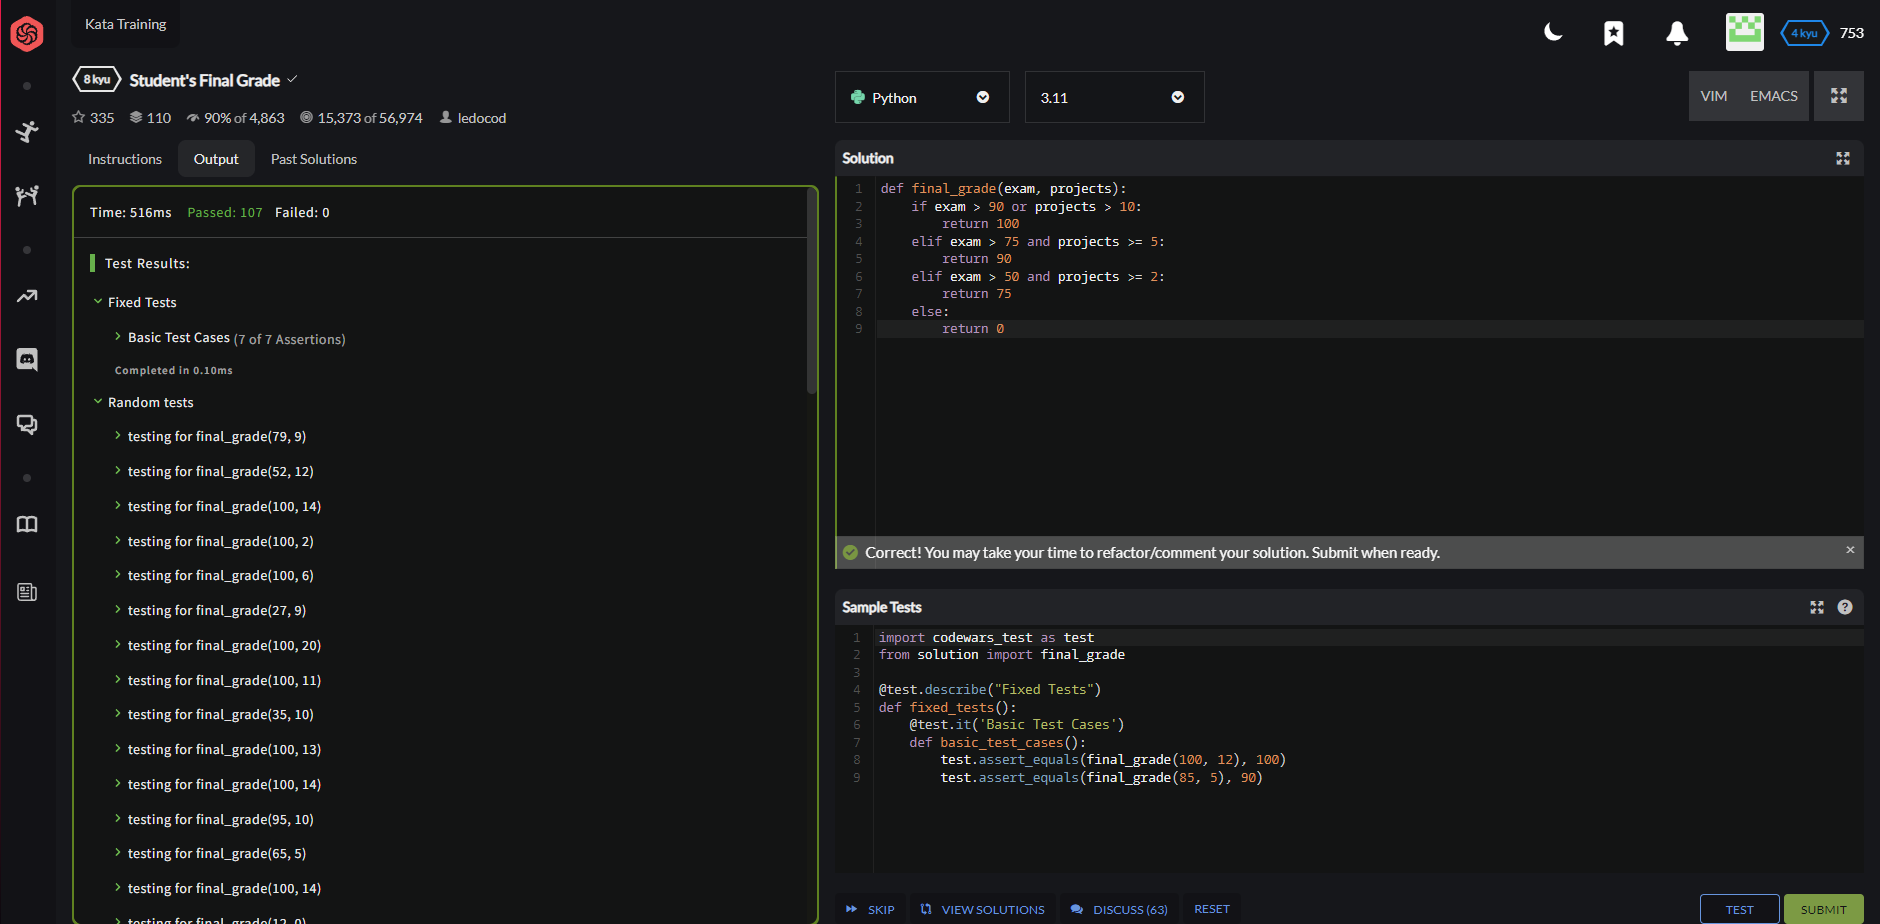 Kata Training
4 kyu
753
8 kyu
Student's Final Grade
335
110
90% of 4,863
15,373 of 56,974
ledocod
Instructions
Output
Past Solutions
Time: 516ms Passed: 107 Failed: 0
Test Results:
Fixed Tests
Basic Test Cases (7 of 7 Assertions)
Completed in 0.10ms
Random tests
testing for final_grade(79, 9)
testing for final_grade(52, 12)
testing for final_grade(100, 14)
testing for final_grade(100, 2)
testing for final_grade(100, 6)
testing for final_grade(27, 9)
testing for final_grade(100, 20)
testing for final_grade(100, 11)
testing for final_grade(35, 10)
testing for final_grade(100, 13)
testing for final_grade(100, 14)
testing for final_grade(95, 10)
testing for final_grade(65, 5)
testing for final_grade(100, 14)
testing for final_grade(12, 0)
Python
3.11
VIM
EMACS
Solution
1 def final_grade(exam, projects):
2     if exam > 90 or projects > 10:
3         return 100
4     elif exam > 75 and projects >= 5:
5         return 90
6     elif exam > 50 and projects >= 2:
7         return 75
8     else:
9         return 0
Correct! You may take your time to refactor/comment your solution. Submit when ready.
×
Sample Tests
?
1 import codewars_test as test
2 from solution import final_grade
3
4 @test.describe("Fixed Tests")
5 def fixed_tests():
6     @test.it('Basic Test Cases')
7     def basic_test_cases():
8         test.assert_equals(final_grade(100, 12), 100)
9         test.assert_equals(final_grade(85, 5), 90)
SKIP
VIEW SOLUTIONS
DISCUSS (63)
RESET
TEST
SUBMIT